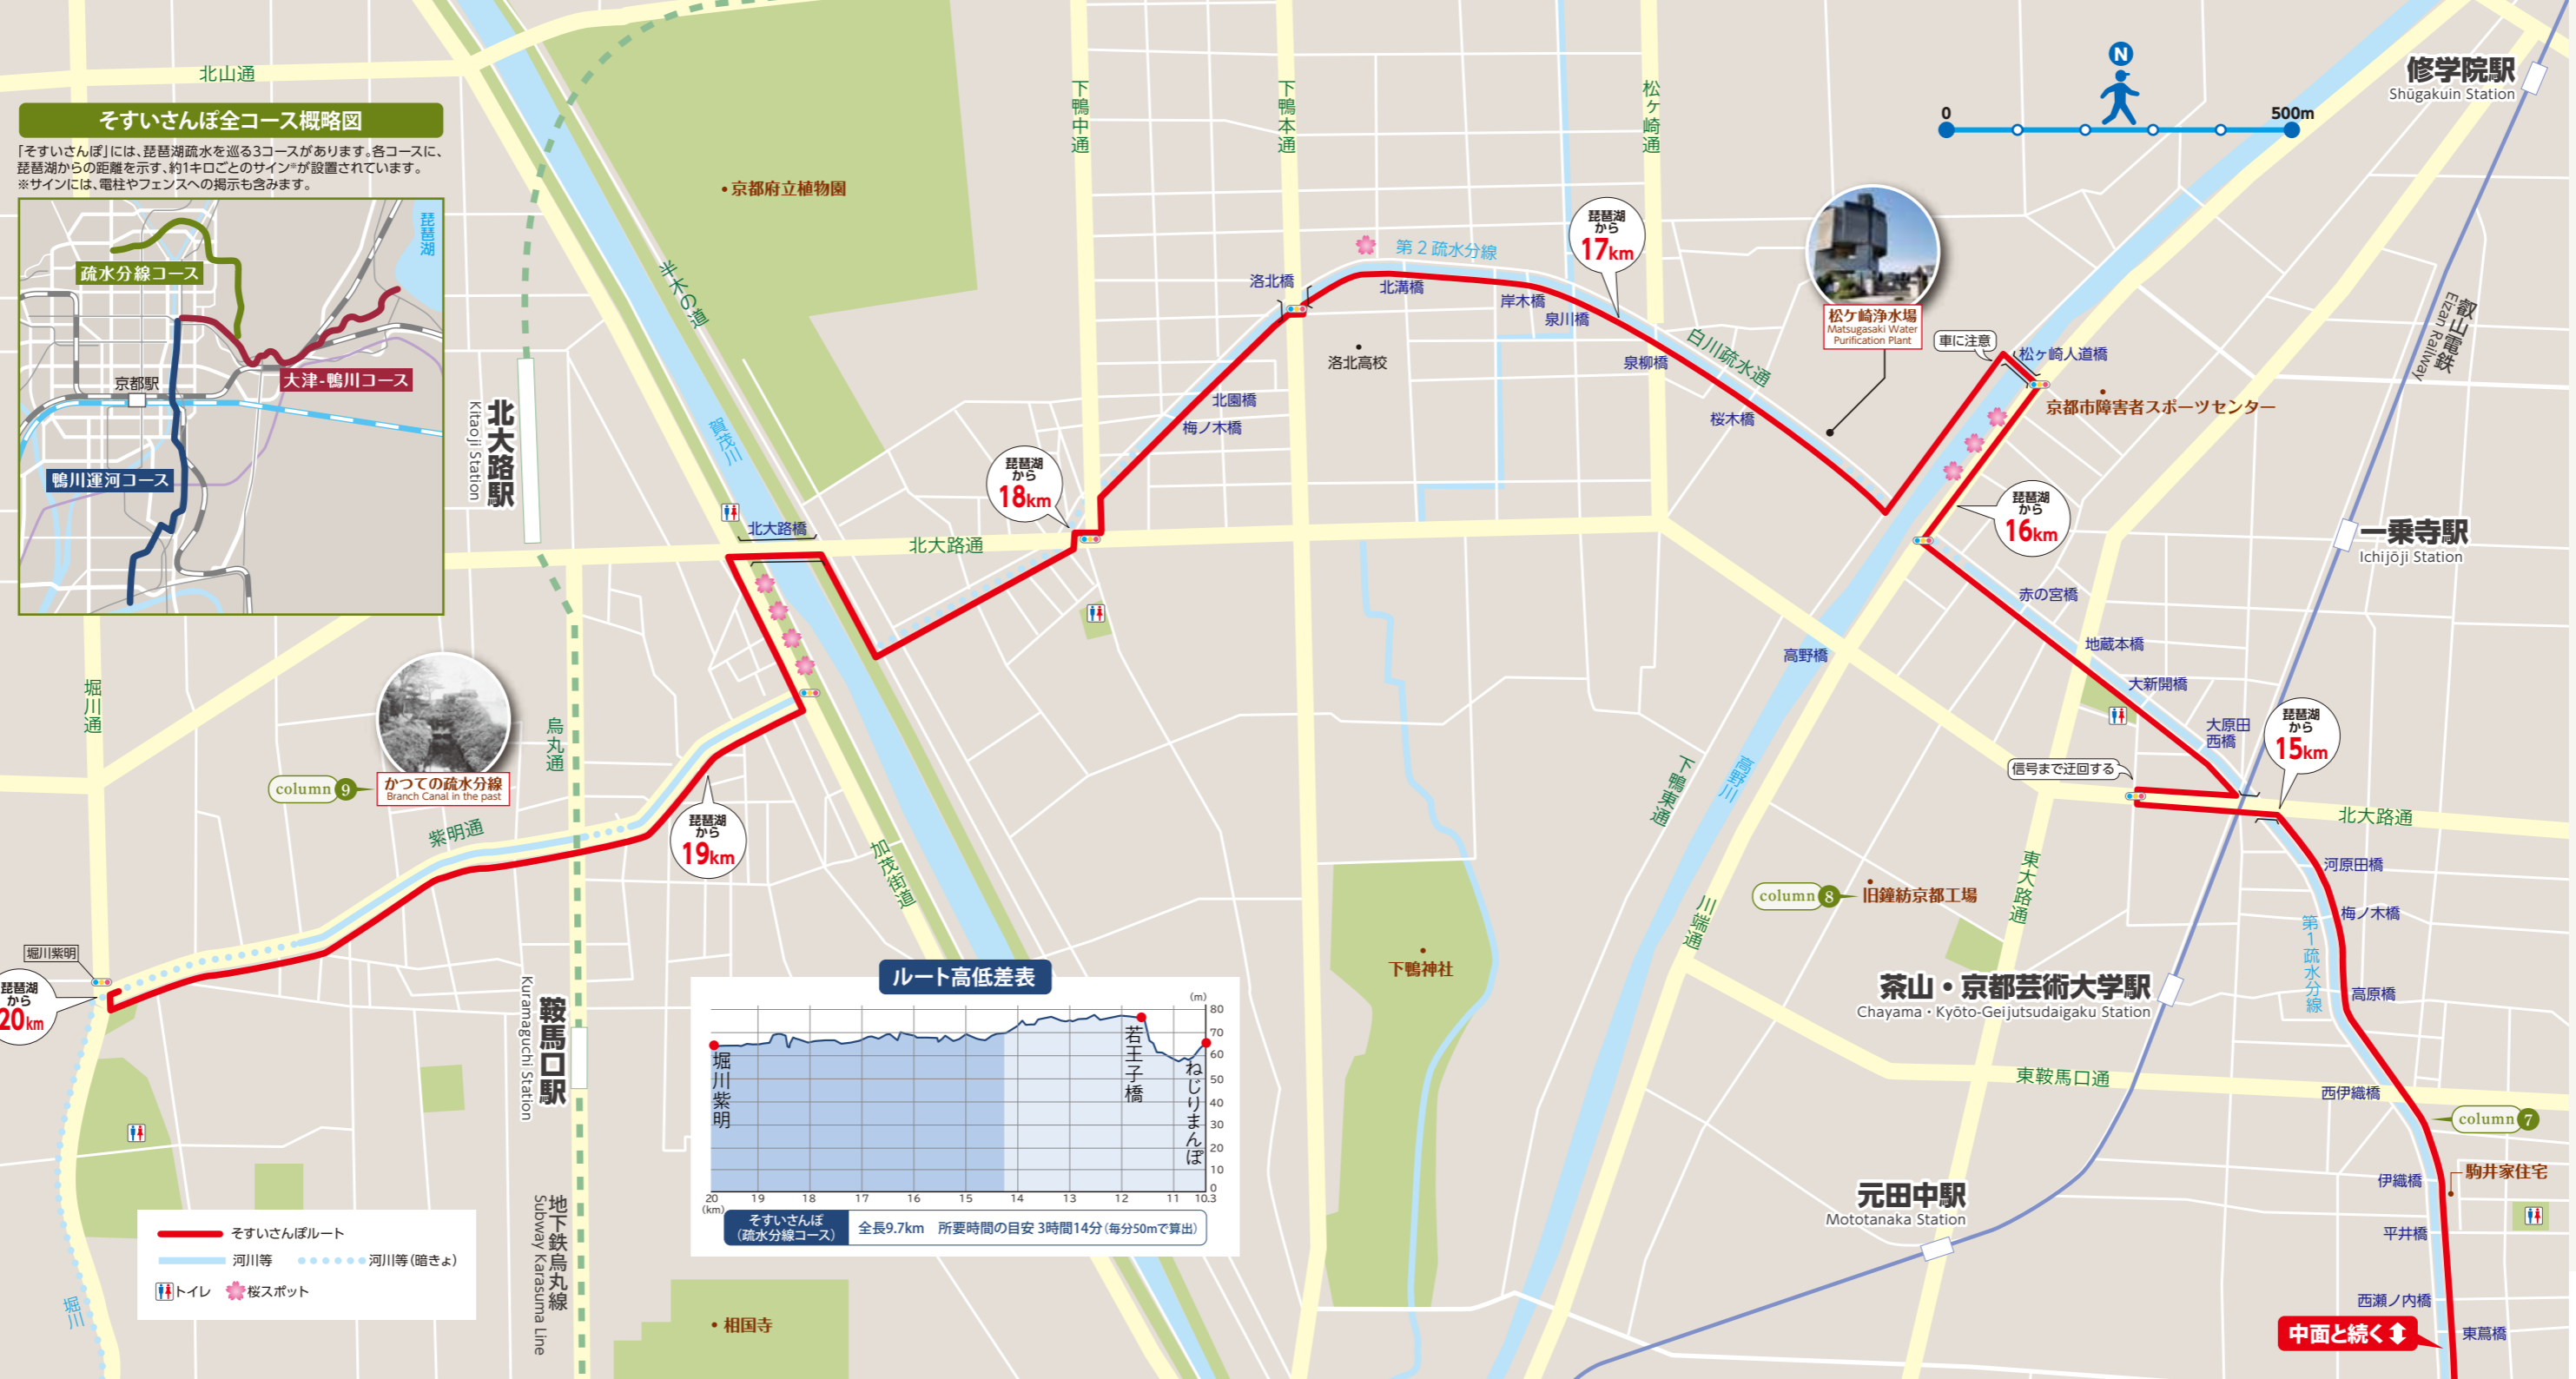 北山通
そすいさんぽ全コース概略図
「そすいさんぽ」には、琵琶湖疏水を巡る3コースがあります。各コースに、
琵琶湖からの距離を示す、約1キロごとのサイン※が設置されています。
※サインには、電柱やフェンスへの掲示も含みます。
琵琶湖
疏水分線コース
京都駅
大津-鴨川コース
鴨川運河コース
北大路駅
Kitaoji Station
京都府立植物園
半木の道
賀茂川
下鴨中通
下鴨本通
松ケ崎通
洛北橋
第2疏水分線
北溝橋
岸木橋
泉川橋
琵琶湖
から
17km
洛北高校
泉柳橋
白川疏水通
桜木橋
北園橋
梅ノ木橋
琵琶湖
から
18km
松ケ崎浄水場
Matsugasaki Water
Purification Plant
車に注意
松ヶ崎人道橋
京都市障害者スポーツセンター
N
0
500m
修学院駅
Shūgakuin Station
叡山電鉄
Eizan Railway
琵琶湖
から
16km
一乗寺駅
Ichijōji Station
北大路橋
北大路通
赤の宮橋
地蔵本橋
高野橋
大新開橋
大原田
西橋
琵琶湖
から
15km
信号まで迂回する
北大路通
堀川通
烏丸通
column 9
かつての疏水分線
Branch Canal in the past
紫明通
琵琶湖
から
19km
加茂街道
下鴨東通
高野川
川端通
東大路通
column 8
旧鐘紡京都工場
河原田橋
梅ノ木橋
第1疏水分線
高原橋
下鴨神社
茶山・京都芸術大学駅
Chayama・Kyōto-Geijutsudaigaku Station
東鞍馬口通
西伊織橋
column 7
伊織橋
駒井家住宅
平井橋
元田中駅
Mototanaka Station
西瀬ノ内橋
中面と続く
東蔦橋
堀川紫明
琵琶湖
から
20km
鞍馬口駅
Kuramaguchi Station
地下鉄烏丸線
Subway Karasuma Line
堀川
相国寺
ルート高低差表
(m)
80
70
60
50
40
30
20
10
0
堀川紫明
若王子橋
ねじりまんぽ
20 19 18 17 16 15 14 13 12 11 10.3
(km)
そすいさんぽ
(疏水分線コース)
全長9.7km 所要時間の目安 3時間14分(毎分50mで算出)
そすいさんぽルート
河川等
河川等(暗きょ)
トイレ
桜スポット